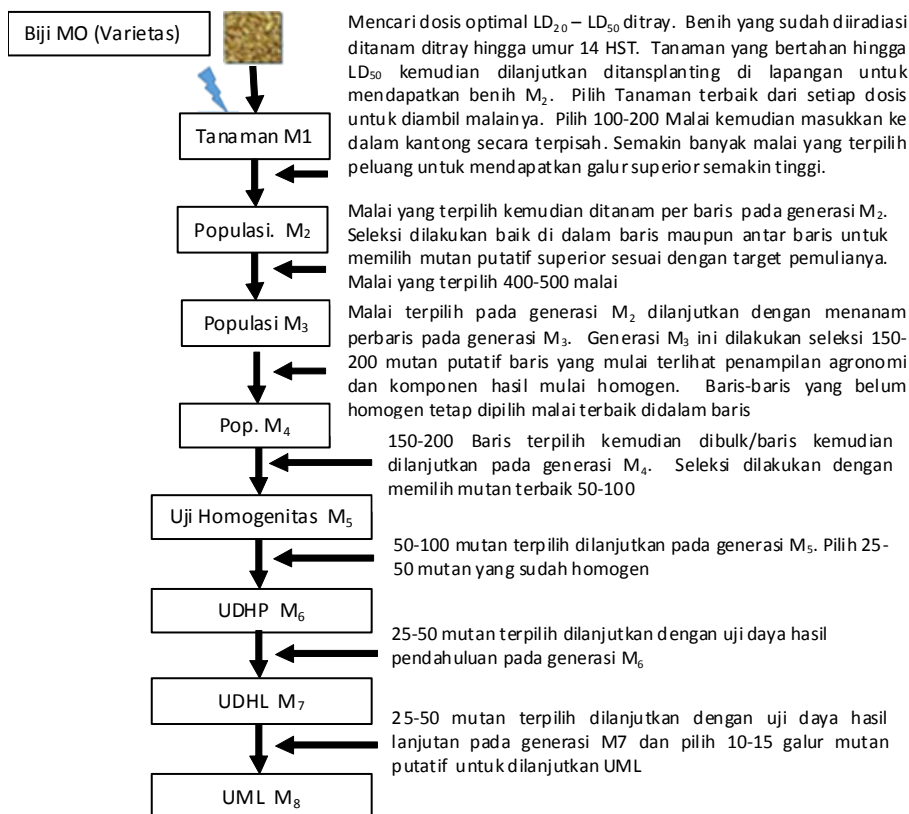 Biji MO (Varietas)
Mencari dosis optimal LD₂₀ – LD₅₀ ditray. Benih yang sudah diiradiasi
ditanam ditray hingga umur 14 HST. Tanaman yang bertahan hingga
LD₅₀ kemudian dilanjutkan ditansplanting di lapangan untuk
mendapatkan benih M₂. Pilih Tanaman terbaik dari setiap dosis
untuk diambil malainya. Pilih 100-200 Malai kemudian masukkan ke
dalam kantong secara terpisah. Semakin banyak malai yang terpilih
peluang untuk mendapatkan galur superior semakin tinggi.
Tanaman M1
Populasi. M₂
Malai yang terpilih kemudian ditanam per baris pada generasi M₂.
Seleksi dilakukan baik di dalam baris maupun antar baris untuk
memilih mutan putatif superior sesuai dengan target pemulianya.
Malai yang terpilih 400-500 malai
Populasi M₃
Malai terpilih pada generasi M₂ dilanjutkan dengan menanam
perbaris pada generasi M₃. Generasi M₃ ini dilakukan seleksi 150-
200 mutan putatif baris yang mulai terlihat penampilan agronomi
dan komponen hasil mulai homogen. Baris-baris yang belum
homogen tetap dipilih malai terbaik didalam baris
Pop. M₄
150-200 Baris terpilih kemudian dibulk/baris kemudian
dilanjutkan pada generasi M₄. Seleksi dilakukan dengan
memilih mutan terbaik 50-100
Uji Homogenitas M₅
50-100 mutan terpilih dilanjutkan pada generasi M₅. Pilih 25-
50 mutan yang sudah homogen
UDHP M₆
25-50 mutan terpilih dilanjutkan dengan uji daya hasil
pendahuluan pada generasi M₆
UDHL M₇
25-50 mutan terpilih dilanjutkan dengan uji daya hasil
lanjutan pada generasi M7 dan pilih 10-15 galur mutan
putatif untuk dilanjutkan UML
UML M₈